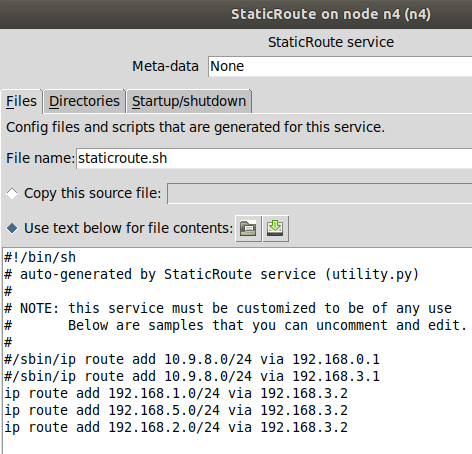 StaticRoute on node n4 (n4)
StaticRoute service
Meta-data None
Files Directories Startup/shutdown
Config files and scripts that are generated for this service.
File name: staticroute.sh
Copy this source file:
Use text below for file contents:
#!/bin/sh
# auto-generated by StaticRoute service (utility.py)
#
# NOTE: this service must be customized to be of any use
#       Below are samples that you can uncomment and edit.
#
#/sbin/ip route add 10.9.8.0/24 via 192.168.0.1
#/sbin/ip route add 10.9.8.0/24 via 192.168.3.1
ip route add 192.168.1.0/24 via 192.168.3.2
ip route add 192.168.5.0/24 via 192.168.3.2
ip route add 192.168.2.0/24 via 192.168.3.2